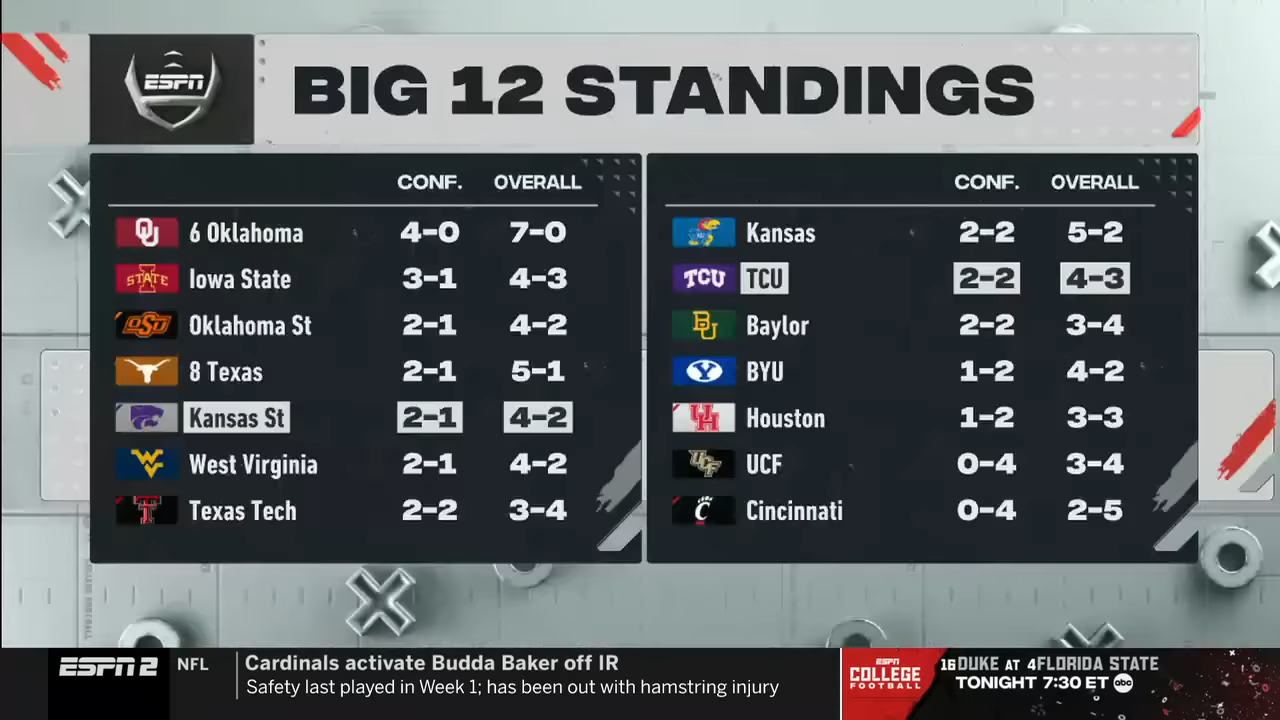 ESPN
BIG 12 STANDINGS
CONF. OVERALL
OU 6 Oklahoma 4-0 7-0
STATE Iowa State 3-1 4-3
OSU Oklahoma St 2-1 4-2
8 Texas 2-1 5-1
Kansas St 2-1 4-2
WV West Virginia 2-1 4-2
TT Texas Tech 2-2 3-4
CONF. OVERALL
Kansas 2-2 5-2
TCU TCU 2-2 4-3
BU Baylor 2-2 3-4
Y BYU 1-2 4-2
UH Houston 1-2 3-3
UCF UCF 0-4 3-4
C Cincinnati 0-4 2-5
ESPN2 NFL
Cardinals activate Budda Baker off IR
Safety last played in Week 1; has been out with hamstring injury
ESPN
COLLEGE
FOOTBALL
16 DUKE AT 4 FLORIDA STATE
TONIGHT 7:30 ET abc